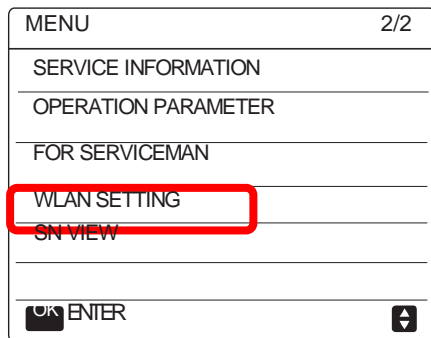 MENU 2/2
SERVICE INFORMATION
OPERATION PARAMETER
FOR SERVICEMAN
WLAN SETTING
SN VIEW
OK ENTER